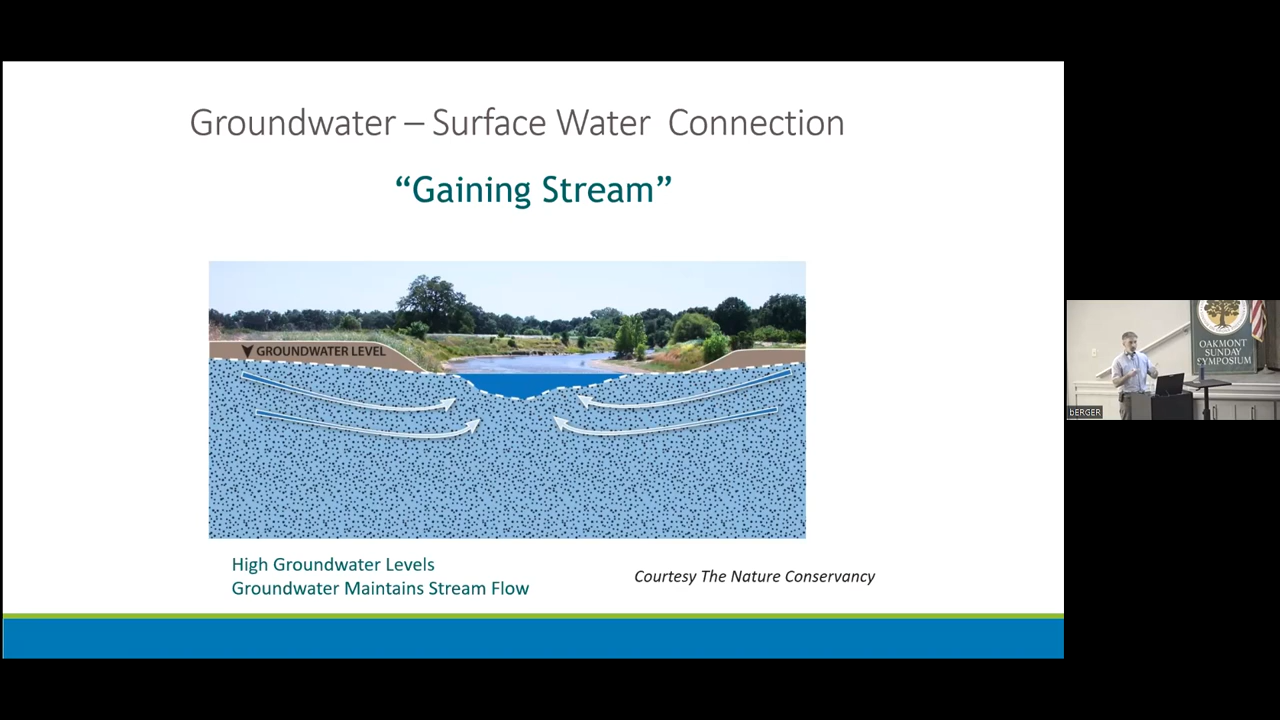 Groundwater – Surface Water Connection
“Gaining Stream”
GROUNDWATER LEVEL
High Groundwater Levels
Groundwater Maintains Stream Flow
Courtesy The Nature Conservancy
OAKMONT
SUNDAY
SYMPOSIUM
bERGER